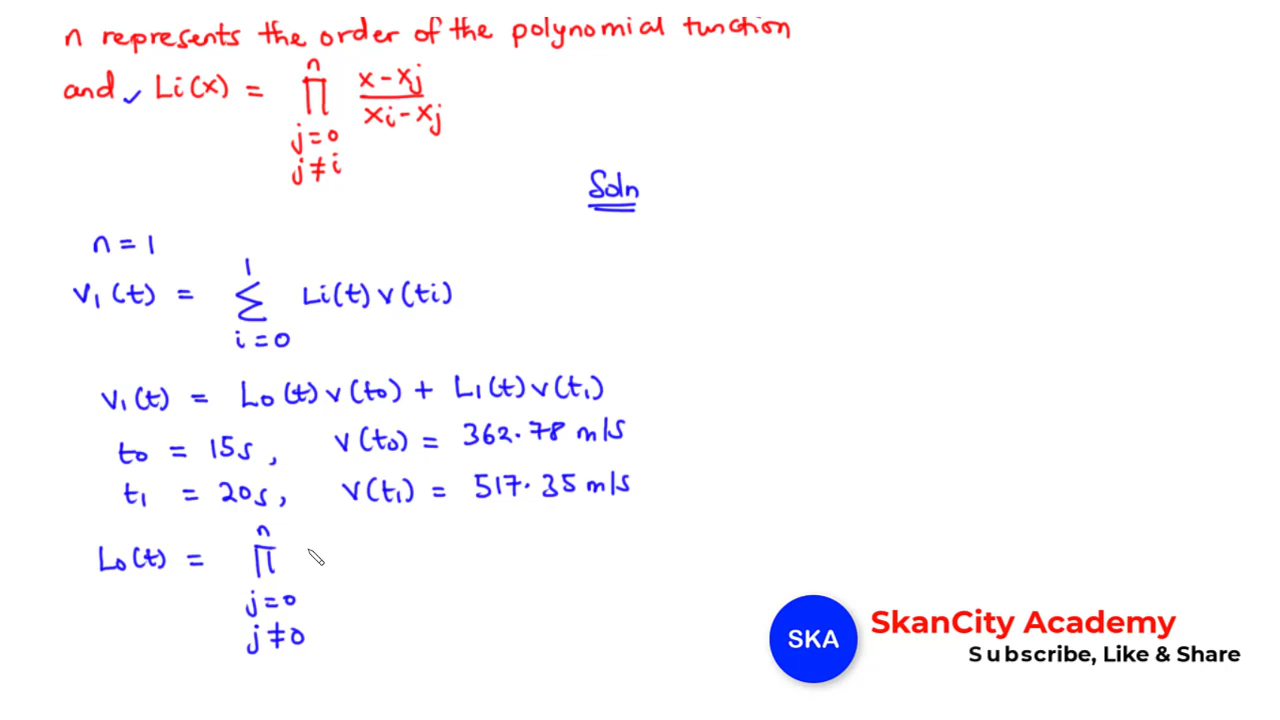 n represents the order of the polynomial function
and ✓ Li(x) = n ∏ j=0 j≠i x-xj / xi-xj
Soln
n = 1
v₁(t) = 1 Σ i=0 Li(t) v(ti)
v₁(t) = L₀(t) v(t₀) + L₁(t) v(t₁)
t₀ = 15s, v(t₀) = 362.78 m/s
t₁ = 20s, v(t₁) = 517.35 m/s
L₀(t) = n ∏ j=0 j≠0
SKA
SkanCity Academy
Subscribe, Like & Share